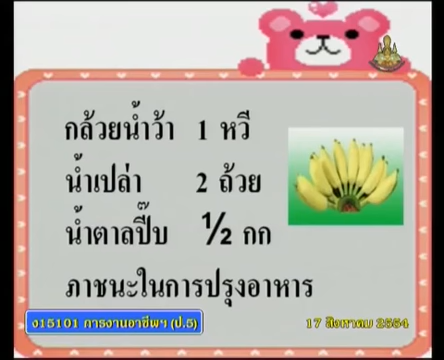 กล้วยน้ำว้า 1 หวี
น้ำเปล่า 2 ถ้วย
น้ำตาลปี๊บ ½ กก
ภาชนะในการปรุงอาหาร
ง15101 การงานอาชีพฯ (ป.5)
17 สิงหาคม 2554